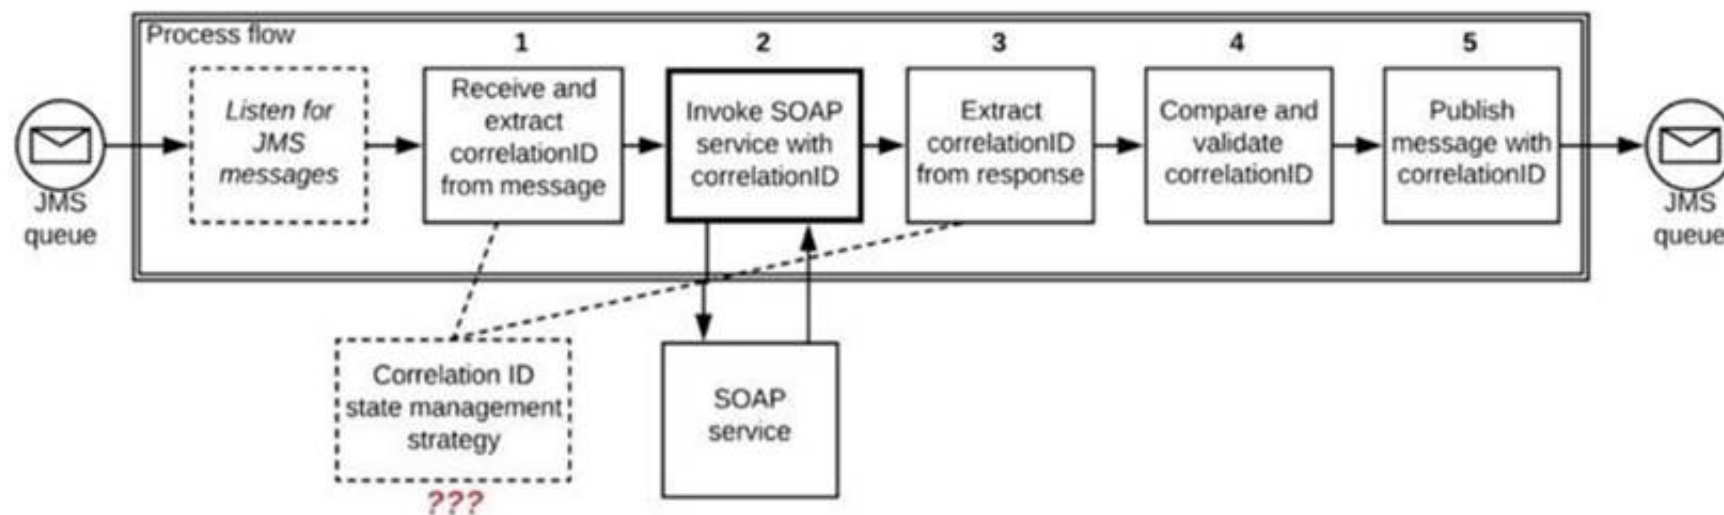 Process flow
1
2
3
4
5
JMS
queue
Listen for
JMS
messages
Receive and
extract
correlationID
from message
Invoke SOAP
service with
correlationID
Extract
correlationID
from response
Compare and
validate
correlationID
Publish
message with
correlationID
JMS
queue
Correlation ID
state management
strategy
???
SOAP
service